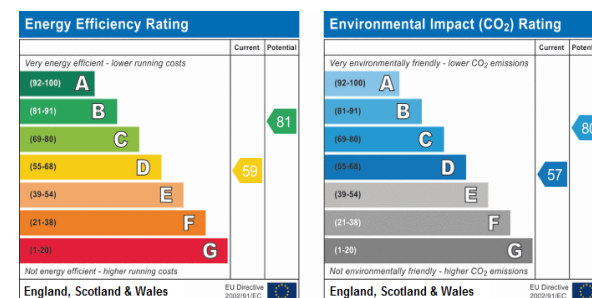 Energy Efficiency Rating
Current Potential
Very energy efficient - lower running costs
(92-100) A
(81-91) B
(69-80) C
(55-68) D
(39-54) E
(21-38) F
(1-20) G
59
81
Not energy efficient - higher running costs
England, Scotland & Wales
EU Directive
2002/91/EC
Environmental Impact (CO₂) Rating
Current Potent
Very environmentally friendly - lower CO₂ emissions
(92-100) A
(81-91) B
(69-80) C
(55-68) D
(39-54) E
(21-38) F
(1-20) G
57
80
Not environmentally friendly - higher CO₂ emissions
England, Scotland & Wales
EU Directive
2002/91/EC